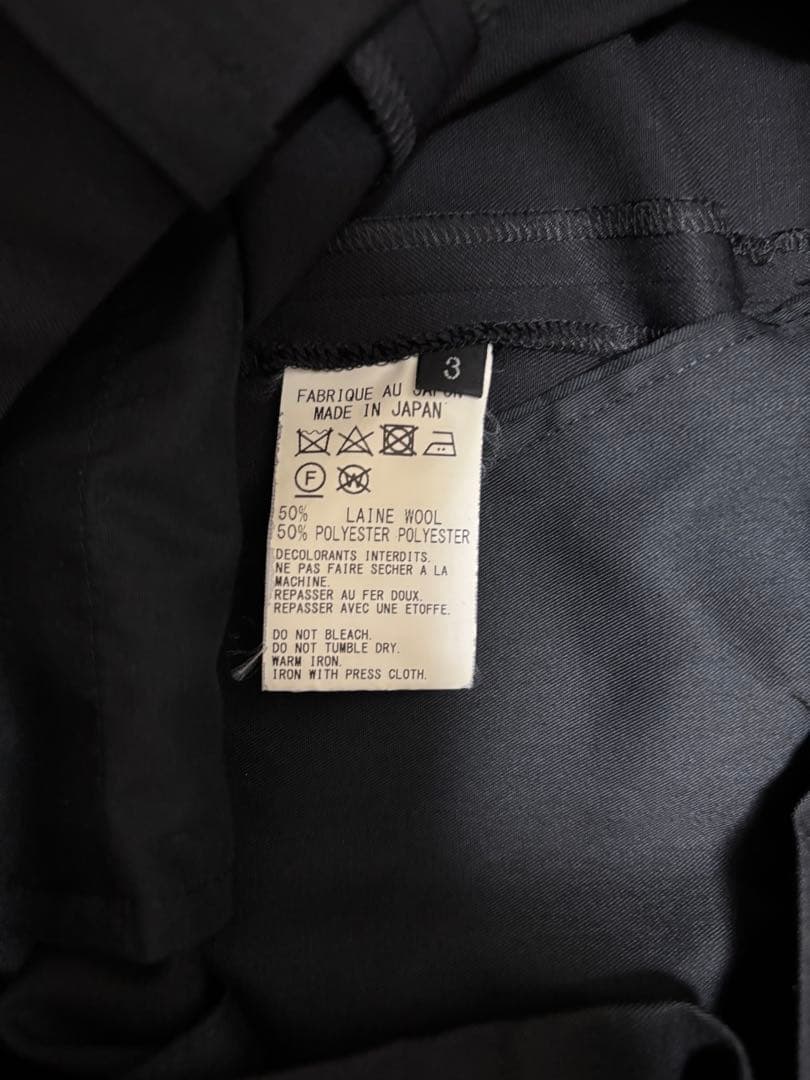 3
FABRIQUE AU JAPON
MADE IN JAPAN
F W
50% LAINE WOOL
50% POLYESTER POLYESTER
DECOLORANTS INTERDITS.
NE PAS FAIRE SECHER A LA
MACHINE.
REPASSER AU FER DOUX.
REPASSER AVEC UNE ETOFFE.
DO NOT BLEACH.
DO NOT TUMBLE DRY.
WARM IRON.
IRON WITH PRESS CLOTH.